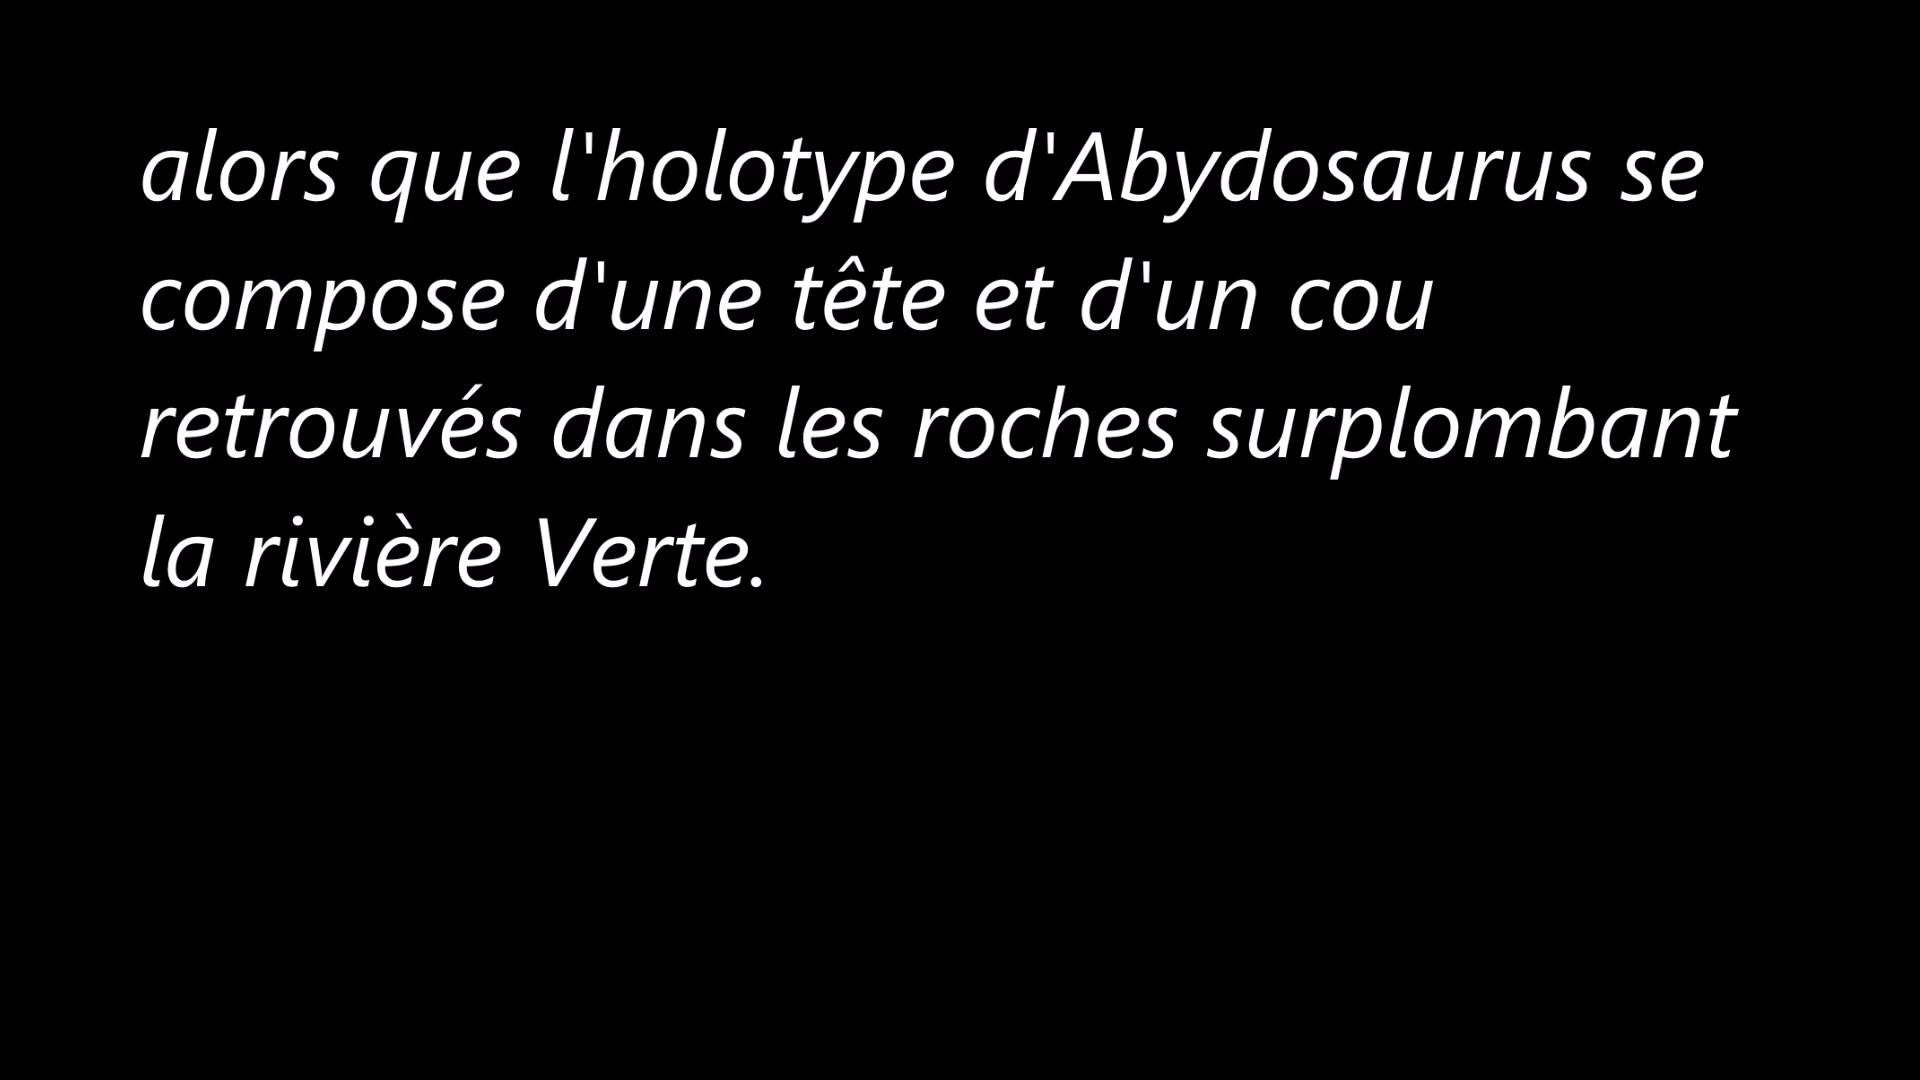 alors que l'holotype d'Abydosaurus se
compose d'une tête et d'un cou
retrouvés dans les roches surplombant
la rivière Verte.